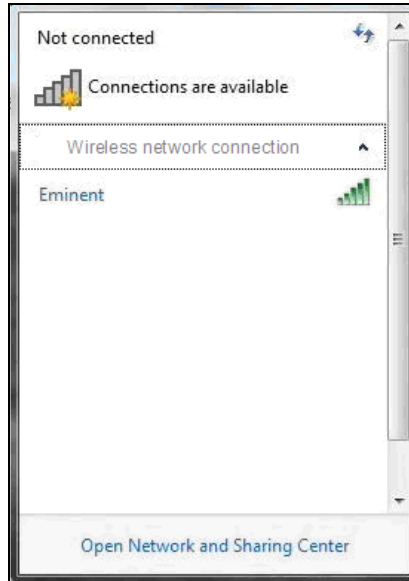 Not connected
Connections are available
Wireless network connection
Eminent
Open Network and Sharing Center